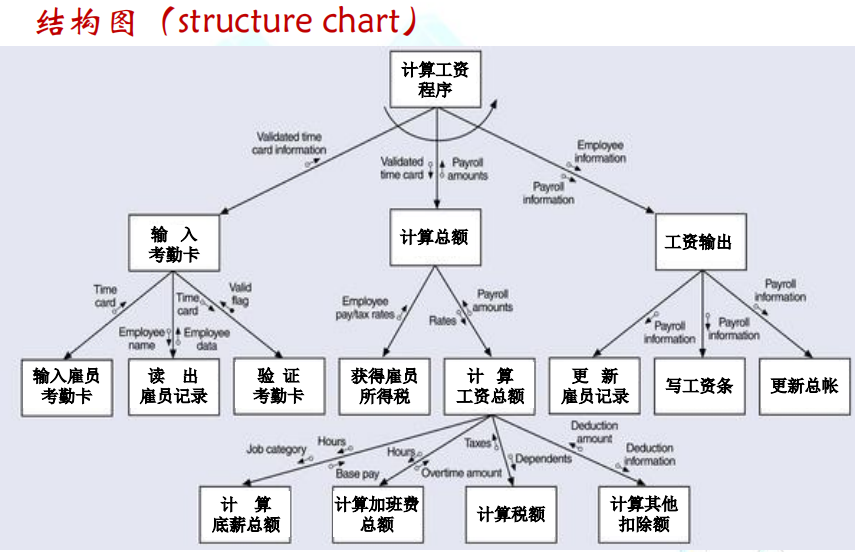 结构图（structure chart）
计算工资
程序
Validated time
card information
Validated
time card
Payroll
amounts
Employee
information
Payroll
information
输 入
考勤卡
计算总额
工资输出
Time
card
Employee
name
Time
card
Employee
data
Valid
flag
Employee
pay/tax rates
Rates
Payroll
amounts
Payroll
information
Payroll
information
Payroll
information
输入雇员
考勤卡
读 出
雇员记录
验 证
考勤卡
获得雇员
所得税
计 算
工资总额
更 新
雇员记录
写工资条
更新总帐
Job category
Hours
Base pay
Hours
Overtime amount
Taxes
Dependents
Deduction
amount
Deduction
information
计 算
底薪总额
计算加班费
总额
计算税额
计算其他
扣除额